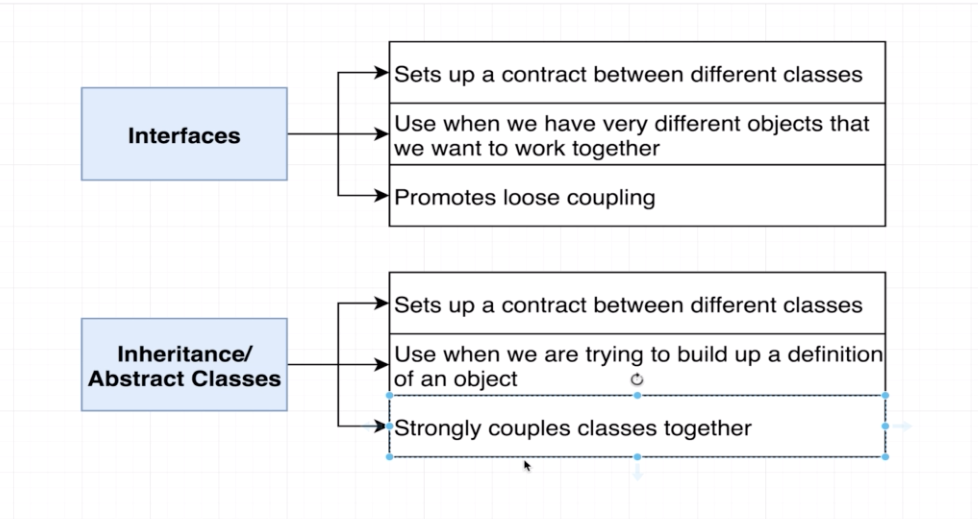 Interfaces
Sets up a contract between different classes
Use when we have very different objects that
we want to work together
Promotes loose coupling
Inheritance/
Abstract Classes
Sets up a contract between different classes
Use when we are trying to build up a definition
of an object
Strongly couples classes together